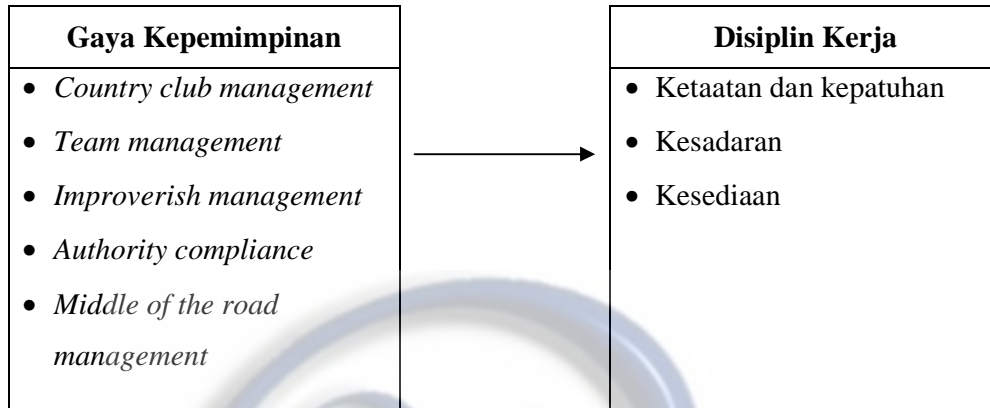 Gaya Kepemimpinan
• Country club management
• Team management
• Improverish management
• Authority compliance
• Middle of the road
management
Disiplin Kerja
• Ketaatan dan kepatuhan
• Kesadaran
• Kesediaan